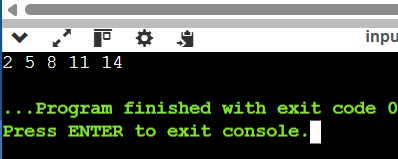 inpu
2 5 8 11 14
...Program finished with exit code 0
Press ENTER to exit console.